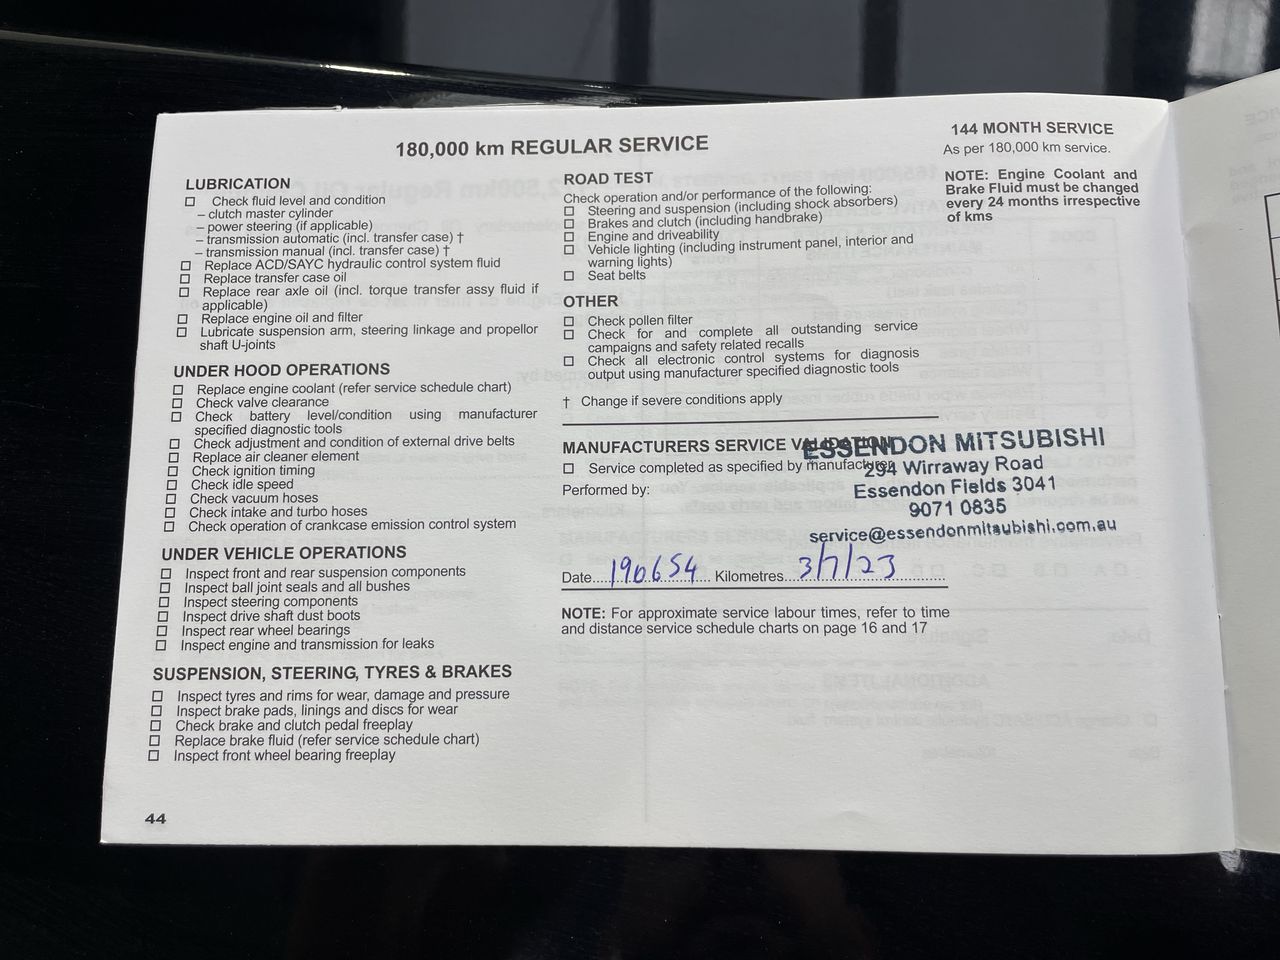 180,000 km REGULAR SERVICE
LUBRICATION
☐ Check fluid level and condition
– clutch master cylinder
– power steering (if applicable)
– transmission automatic (incl. transfer case) †
– transmission manual (incl. transfer case) †
☐ Replace ACD/SAYC hydraulic control system fluid
☐ Replace transfer case oil
☐ Replace rear axle oil (incl. torque transfer assy fluid if
applicable)
☐ Replace engine oil and filter
☐ Lubricate suspension arm, steering linkage and propellor
shaft U-joints
UNDER HOOD OPERATIONS
☐ Replace engine coolant (refer service schedule chart)
☐ Check valve clearance
☐ Check battery level/condition using manufacturer
specified diagnostic tools
☐ Check adjustment and condition of external drive belts
☐ Replace air cleaner element
☐ Check ignition timing
☐ Check idle speed
☐ Check vacuum hoses
☐ Check intake and turbo hoses
☐ Check operation of crankcase emission control system
UNDER VEHICLE OPERATIONS
☐ Inspect front and rear suspension components
☐ Inspect ball joint seals and all bushes
☐ Inspect steering components
☐ Inspect drive shaft dust boots
☐ Inspect rear wheel bearings
☐ Inspect engine and transmission for leaks
SUSPENSION, STEERING, TYRES & BRAKES
☐ Inspect tyres and rims for wear, damage and pressure
☐ Inspect brake pads, linings and discs for wear
☐ Check brake and clutch pedal freeplay
☐ Replace brake fluid (refer service schedule chart)
☐ Inspect front wheel bearing freeplay
44
ROAD TEST
Check operation and/or performance of the following:
☐ Steering and suspension (including shock absorbers)
☐ Brakes and clutch (including handbrake)
☐ Engine and driveability
☐ Vehicle lighting (including instrument panel, interior and
warning lights)
☐ Seat belts
OTHER
☐ Check pollen filter
☐ Check for and complete all outstanding service
campaigns and safety related recalls
☐ Check all electronic control systems for diagnosis
output using manufacturer specified diagnostic tools
† Change if severe conditions apply
MANUFACTURERS SERVICE VALIDATION
☐ Service completed as specified by manufacturer
Performed by:
ESSENDON MITSUBISHI
294 Wirraway Road
Essendon Fields 3041
9071 0835
service@essendonmitsubishi.com.au
Date....190654.... Kilometres...3/7/23
NOTE: For approximate service labour times, refer to time
and distance service schedule charts on page 16 and 17
144 MONTH SERVICE
As per 180,000 km service.
NOTE: Engine Coolant and
Brake Fluid must be changed
every 24 months irrespective
of kms